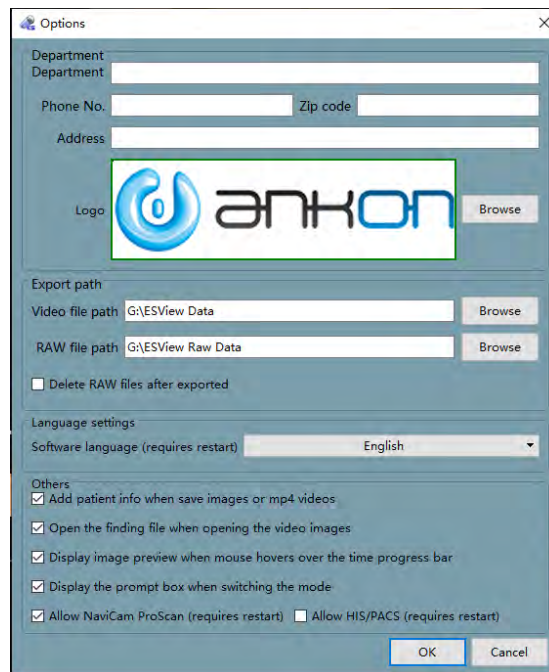 Options
Department
Department
Phone No. Zip code
Address
Logo ankon Browse
Export path
Video file path G:\ESView Data Browse
RAW file path G:\ESView Raw Data Browse
Delete RAW files after exported
Language settings
Software language (requires restart) English
Others
Add patient info when save images or mp4 videos
Open the finding file when opening the video images
Display image preview when mouse hovers over the time progress bar
Display the prompt box when switching the mode
Allow NaviCam ProScan (requires restart) Allow HIS/PACS (requires restart)
OK Cancel